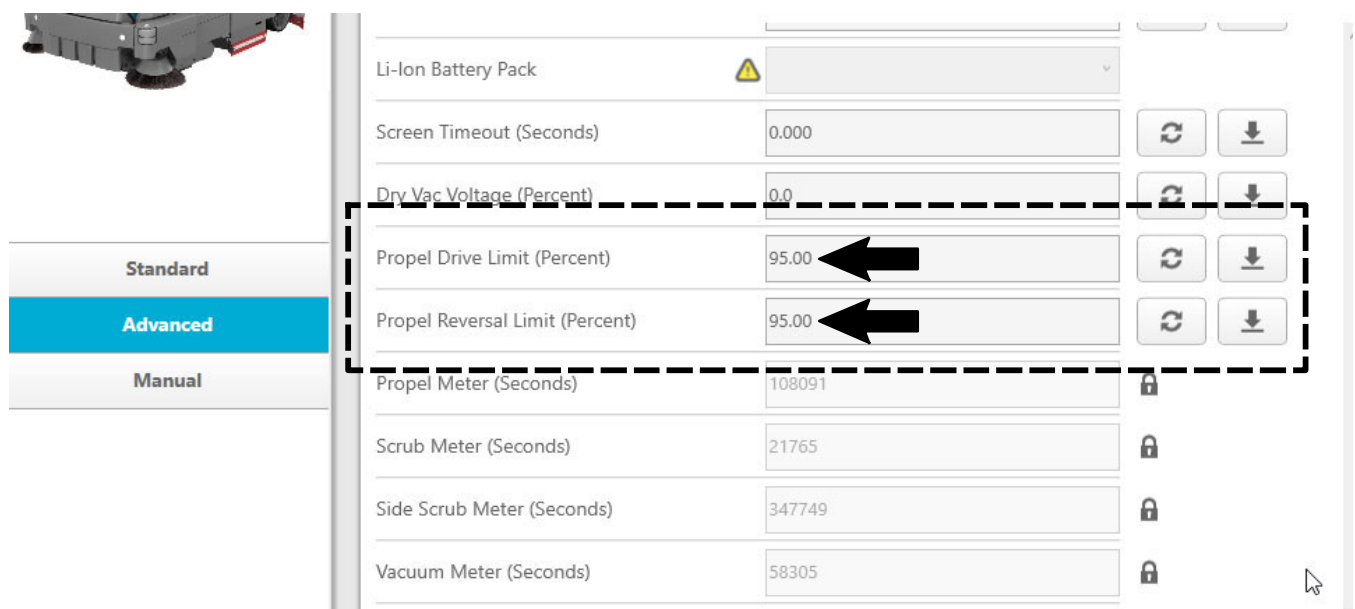 Li-Ion Battery Pack
Screen Timeout (Seconds) 0.000
Dry Vac Voltage (Percent) 0.0
Propel Drive Limit (Percent) 95.00
Propel Reversal Limit (Percent) 95.00
Propel Meter (Seconds) 108091
Scrub Meter (Seconds) 21765
Side Scrub Meter (Seconds) 347749
Vacuum Meter (Seconds) 58305
Standard
Advanced
Manual